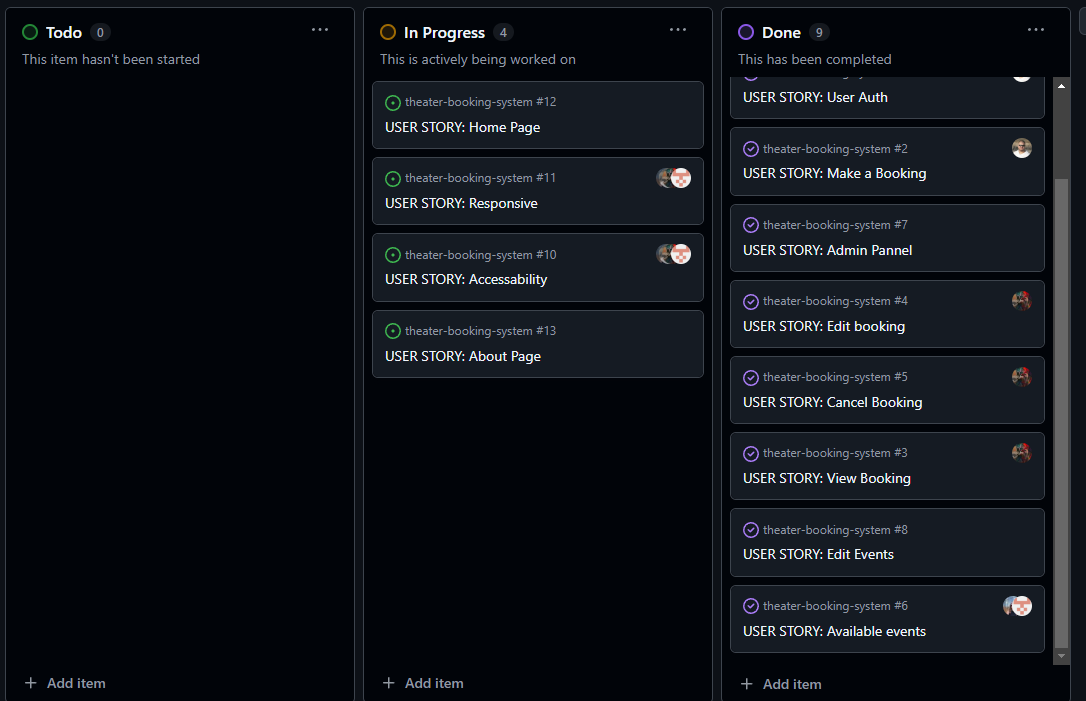 Todo 0
This item hasn't been started
Add item
In Progress 4
This is actively being worked on
theater-booking-system #12
USER STORY: Home Page
theater-booking-system #11
USER STORY: Responsive
theater-booking-system #10
USER STORY: Accessability
theater-booking-system #13
USER STORY: About Page
Add item
Done 9
This has been completed
USER STORY: User Auth
theater-booking-system #2
USER STORY: Make a Booking
theater-booking-system #7
USER STORY: Admin Pannel
theater-booking-system #4
USER STORY: Edit booking
theater-booking-system #5
USER STORY: Cancel Booking
theater-booking-system #3
USER STORY: View Booking
theater-booking-system #8
USER STORY: Edit Events
theater-booking-system #6
USER STORY: Available events
Add item